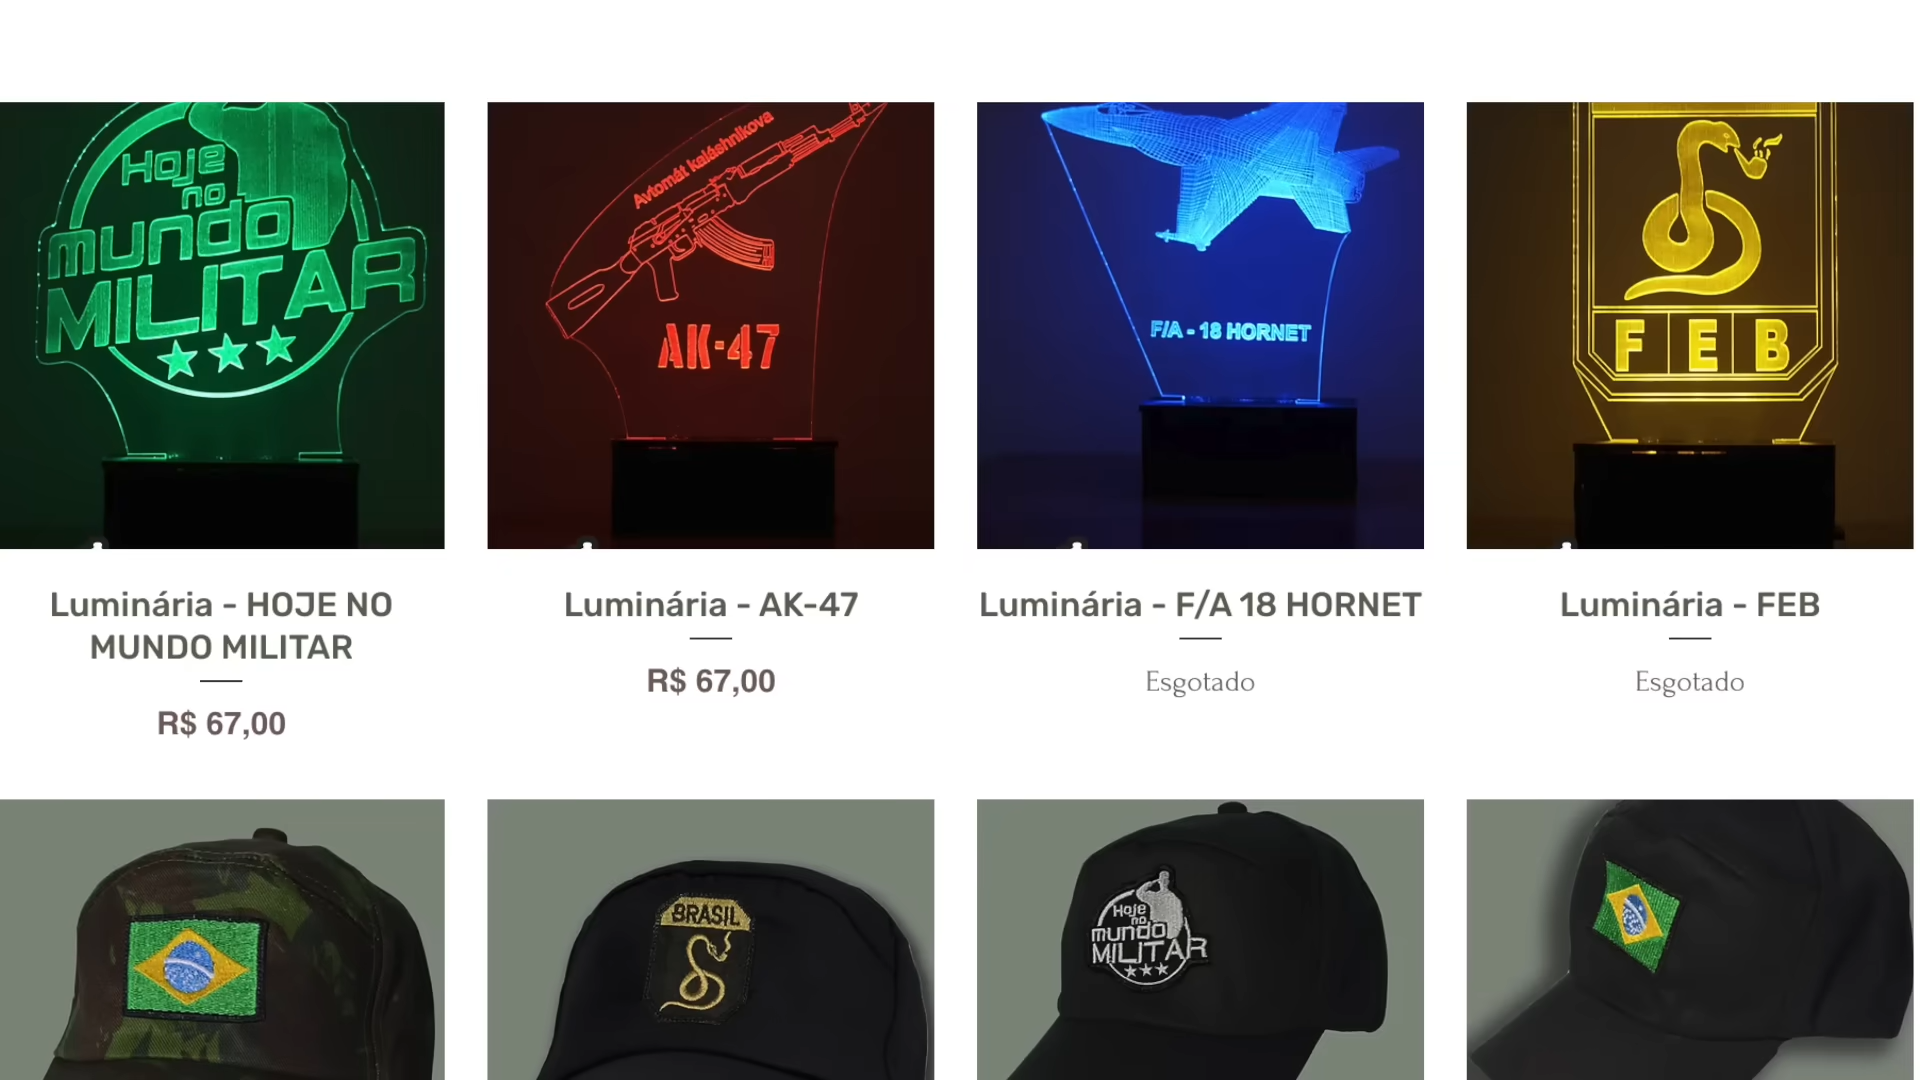 Hoje
no
mundo
MILITAR
Avtomát kaláshnikova
AK-47
F/A - 18 HORNET
F E B
Luminária - HOJE NO
MUNDO MILITAR
R$ 67,00
Luminária - AK-47
R$ 67,00
Luminária - F/A 18 HORNET
Esgotado
Luminária - FEB
Esgotado
BRASIL
Hoje
no
mundo
MILITAR